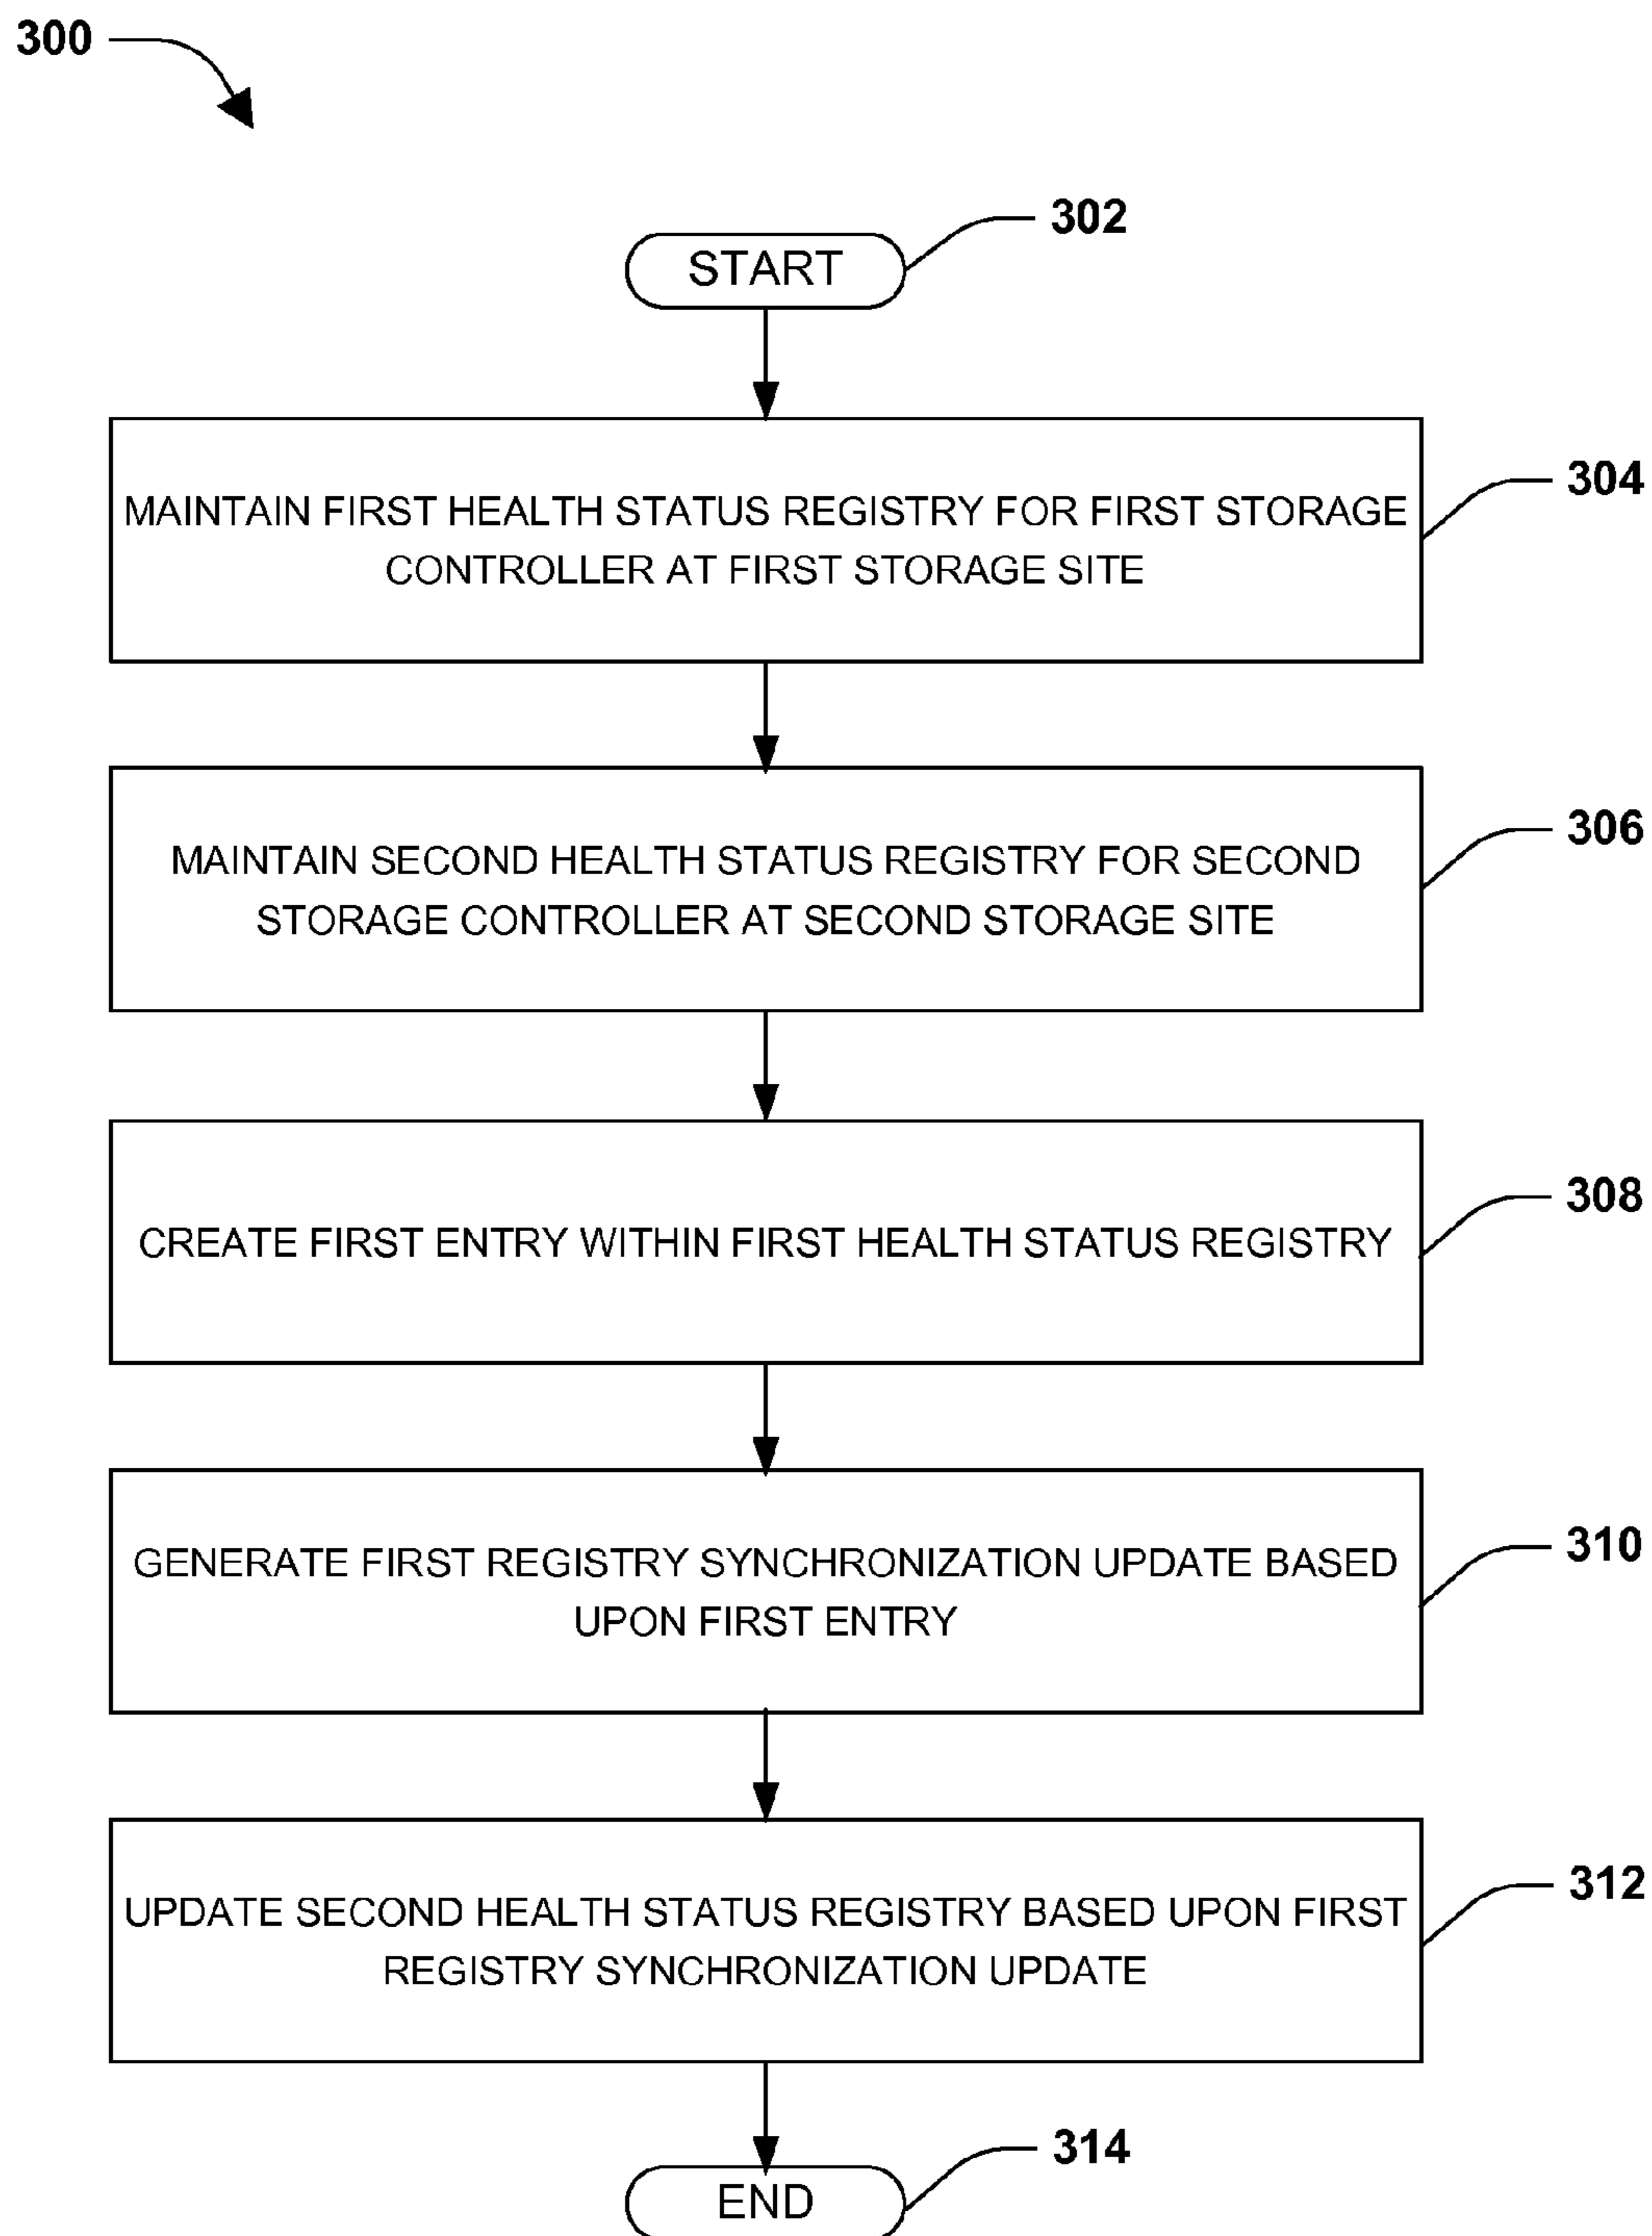 300
302
START
304
MAINTAIN FIRST HEALTH STATUS REGISTRY FOR FIRST STORAGE
CONTROLLER AT FIRST STORAGE SITE
306
MAINTAIN SECOND HEALTH STATUS REGISTRY FOR SECOND
STORAGE CONTROLLER AT SECOND STORAGE SITE
308
CREATE FIRST ENTRY WITHIN FIRST HEALTH STATUS REGISTRY
310
GENERATE FIRST REGISTRY SYNCHRONIZATION UPDATE BASED
UPON FIRST ENTRY
312
UPDATE SECOND HEALTH STATUS REGISTRY BASED UPON FIRST
REGISTRY SYNCHRONIZATION UPDATE
314
END